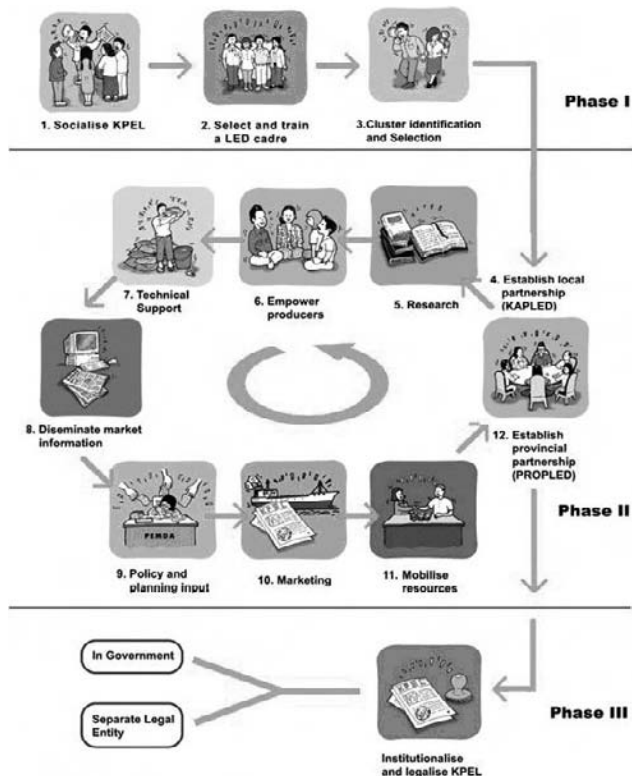 1. Socialise KPEL
2. Select and train
a LED cadre
3.Cluster identification
and Selection
Phase I
4. Establish local
partnership
(KAPLED)
5. Research
6. Empower
producers
7. Technical
Support
8. Diseminate market
information
PEMDA
9. Policy and
planning input
10. Marketing
11. Mobilise
resources
12. Establish
provincial
partnership
(PROPLED)
Phase II
In Government
Separate Legal
Entity
Institutionalise
and legalise KPEL
Phase III